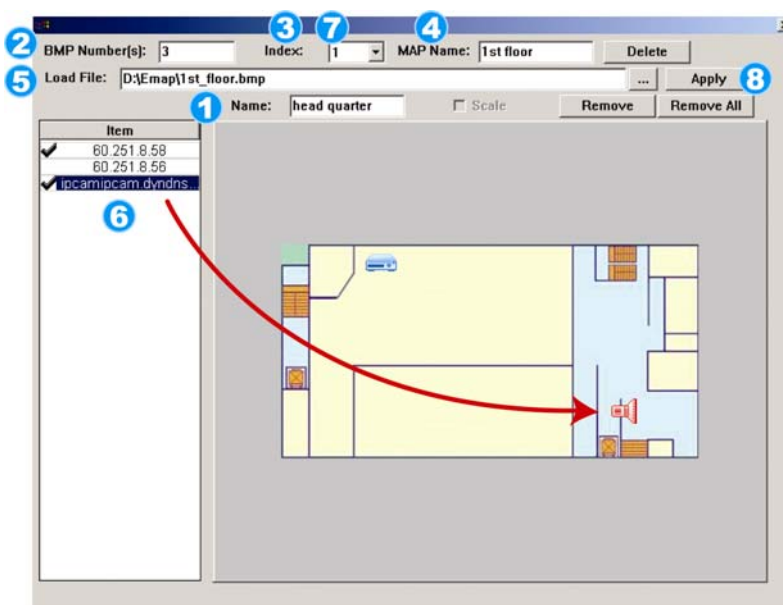 3 7 4
2 BMP Number(s): 3 Index: 1 MAP Name: 1st floor Delete
5 Load File: D:\Emap\1st_floor.bmp ... Apply 8
1 Name: head quarter Scale Remove Remove All
Item
60.251.8.58
60.251.8.56
ipcamipcam.dyndns...
6